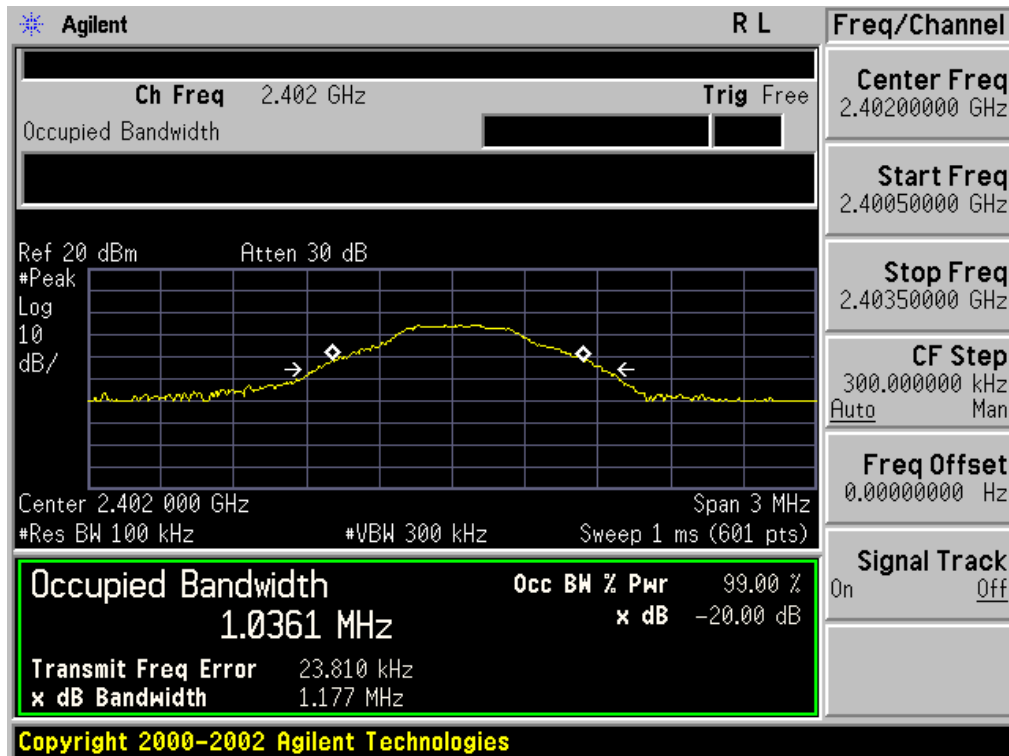 Agilent R L
Ch Freq 2.402 GHz Trig Free
Occupied Bandwidth
Ref 20 dBm Atten 30 dB
#Peak
Log
10
dB/
Center 2.402 000 GHz Span 3 MHz
#Res BW 100 kHz #VBW 300 kHz Sweep 1 ms (601 pts)
Occupied Bandwidth
1.0361 MHz
Occ BW % Pwr 99.00 %
x dB -20.00 dB
Transmit Freq Error 23.810 kHz
x dB Bandwidth 1.177 MHz
Copyright 2000-2002 Agilent Technologies
Freq/Channel
Center Freq
2.40200000 GHz
Start Freq
2.40050000 GHz
Stop Freq
2.40350000 GHz
CF Step
300.000000 kHz
Auto Man
Freq Offset
0.00000000 Hz
Signal Track
On Off